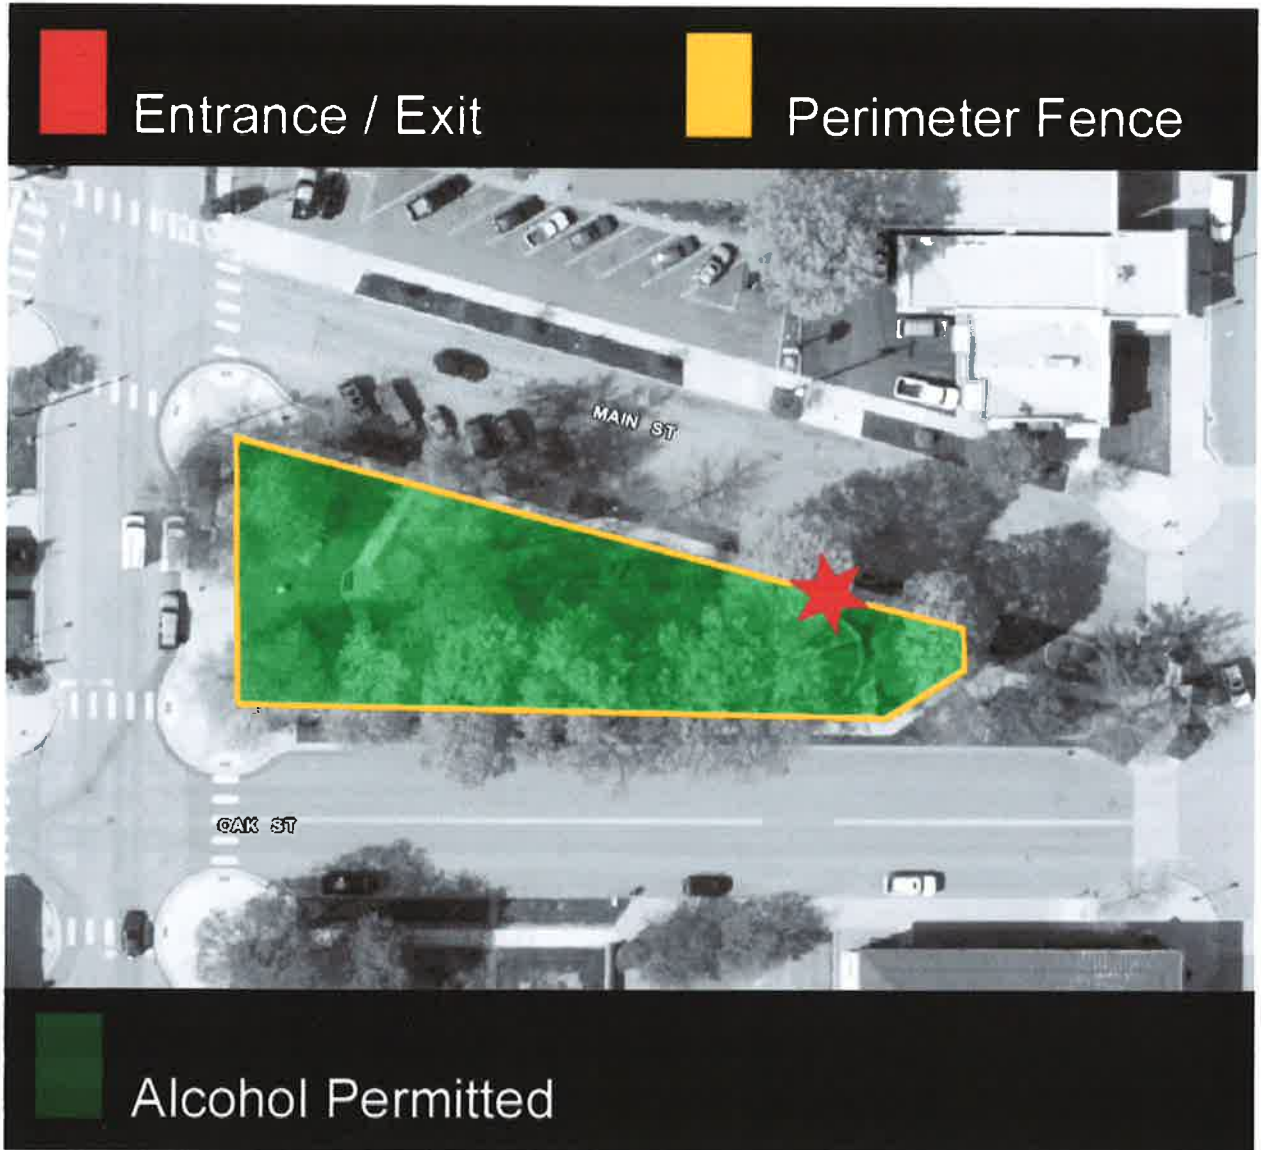 Entrance / Exit
Perimeter Fence
MAIN ST
OAK ST
Alcohol Permitted